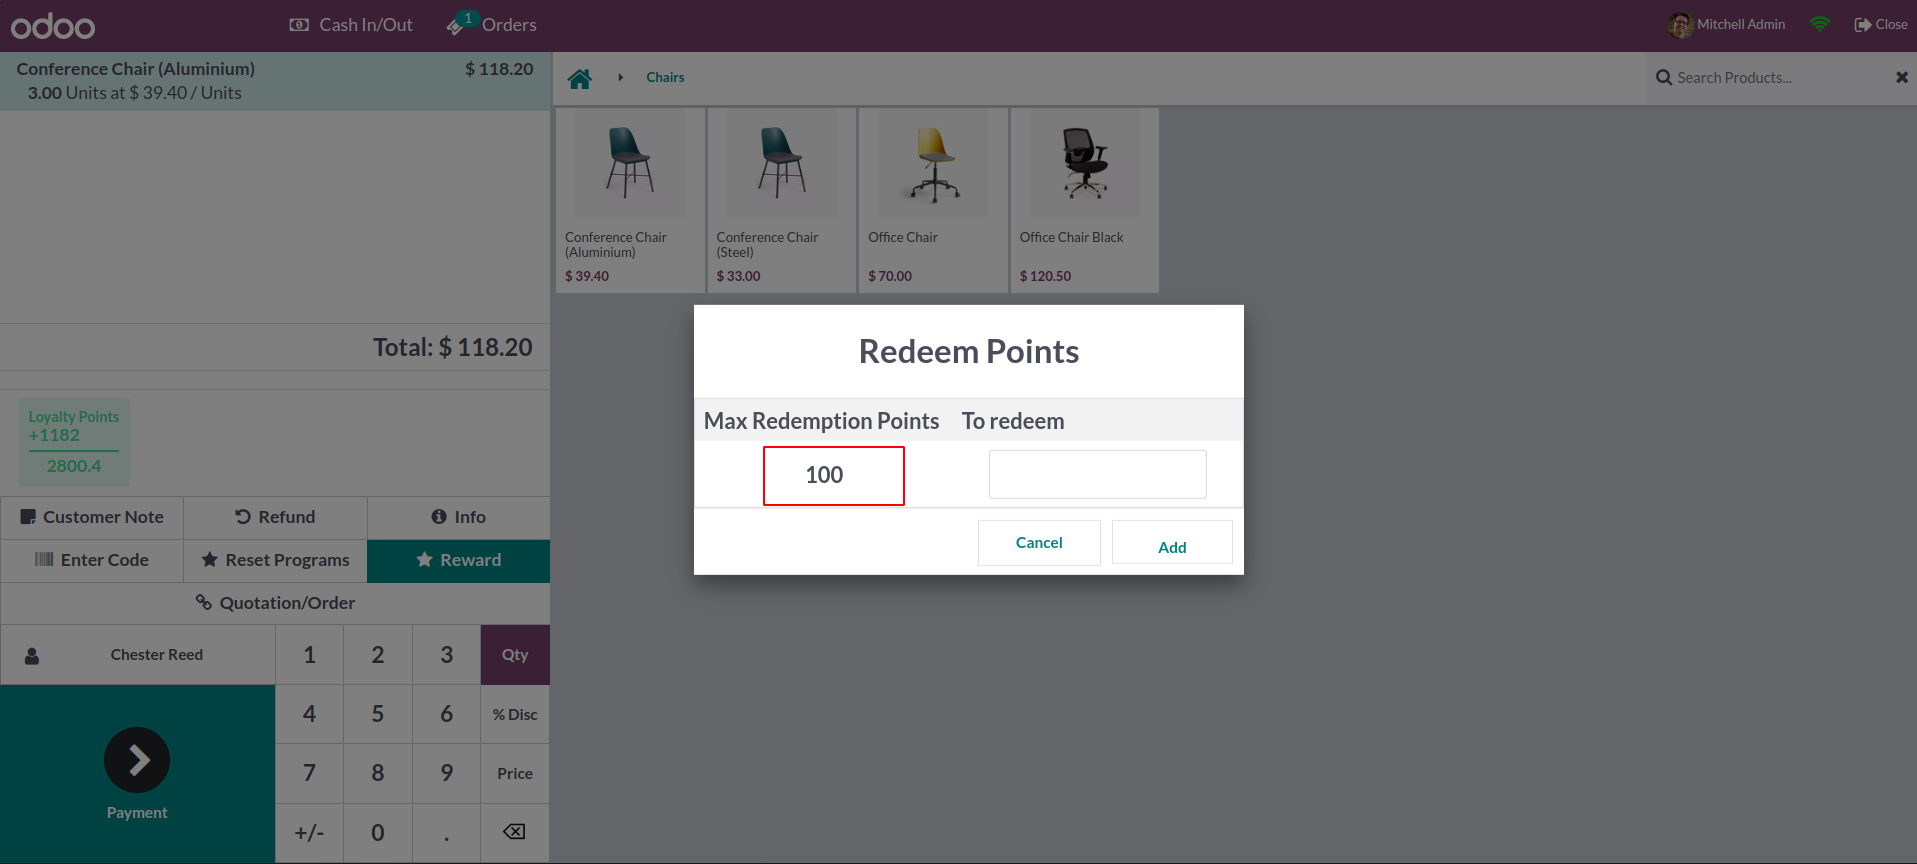 odoo
Cash In/Out
1
Orders
Mitchell Admin
Close
Conference Chair (Aluminium) $ 118.20
3.00 Units at $ 39.40 / Units
Total: $ 118.20
Loyalty Points
+1182
2800.4
Customer Note
Refund
Info
Enter Code
Reset Programs
Reward
Quotation/Order
Chester Reed
1 2 3 Qty
4 5 6 % Disc
7 8 9 Price
+/- 0 .
Payment
Chairs
Search Products...
Conference Chair
(Aluminium)
$ 39.40
Conference Chair
(Steel)
$ 33.00
Office Chair
$ 70.00
Office Chair Black
$ 120.50
Redeem Points
Max Redemption Points To redeem
100
Cancel
Add